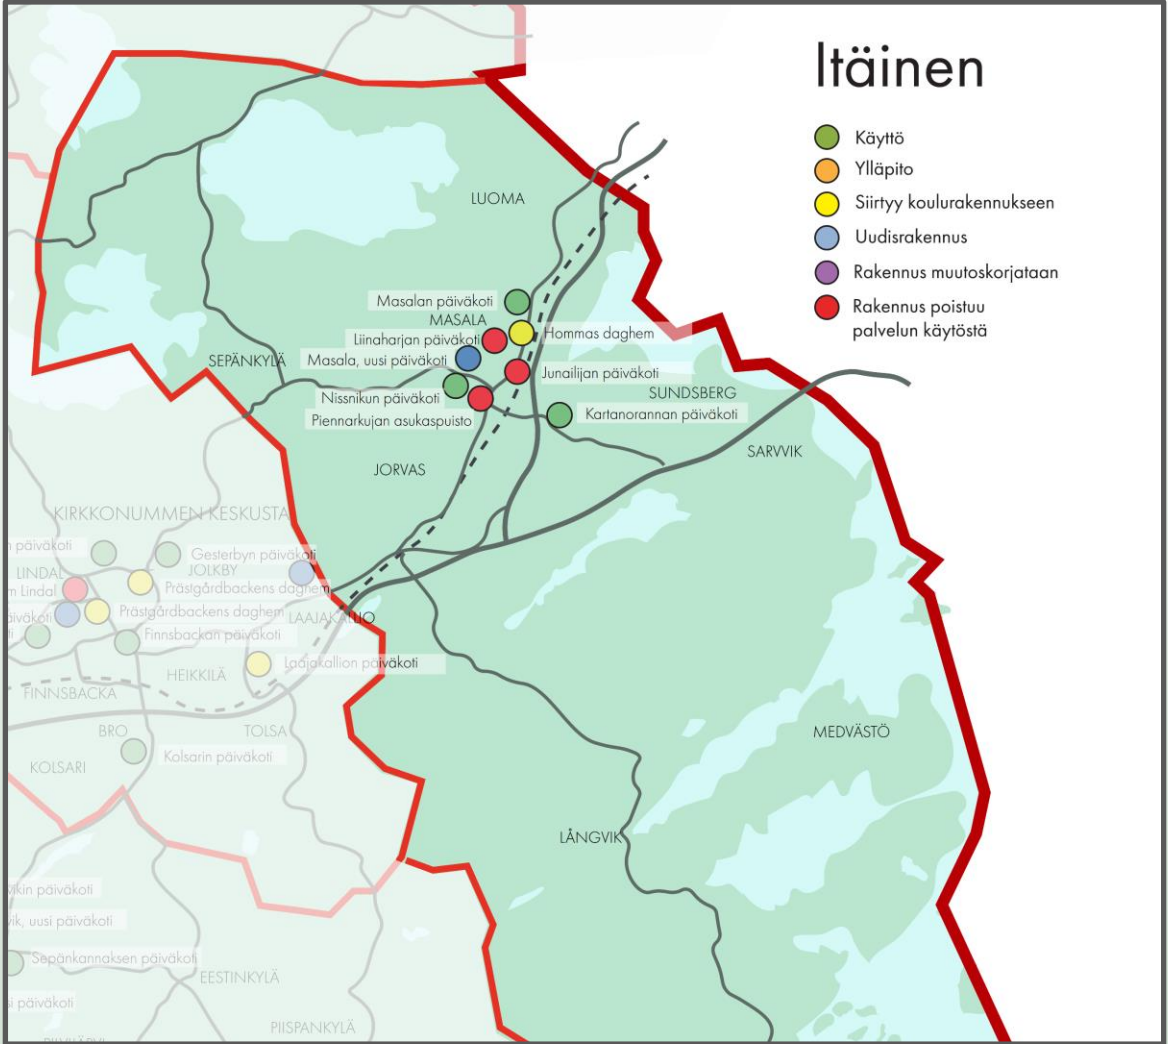 Itäinen
Käyttö
Ylläpito
Siirtyy koulurakennukseen
Uudisrakennus
Rakennus muutoskorjataan
Rakennus poistuu
palvelun käytöstä
LUOMA
Masalan päiväkoti
MASALA
Hommas daghem
Liinaharjan päiväkoti
Masala, uusi päiväkoti
SEPÄNKYLÄ
Junailijan päiväkoti
SUNDSBERG
Nissnikun päiväkoti
Kartanorannan päiväkoti
Piennarkujan asukaspuisto
SARVVIK
JORVAS
KIRKKONUMMEN KESKUSTA
n päiväkoti
Gesterbyn päiväkoti
LINDAL
JOLKBY
m Lindal
Prästgårdbackens daghem
Prästgårdbackens daghem
äiväkoti
LAAJAKALLIO
ti
Finnsbackan päiväkoti
Laajakallion päiväkoti
HEIKKILÄ
FINNSBACKA
BRO
TOLSA
MEDVÄSTÖ
Kolsarin päiväkoti
KOLSARI
LÅNGVIK
vikin päiväkoti
vik, uusi päiväkoti
Sepänkannaksen päiväkoti
EESTINKYLÄ
si päiväkoti
PIISPANKYLÄ